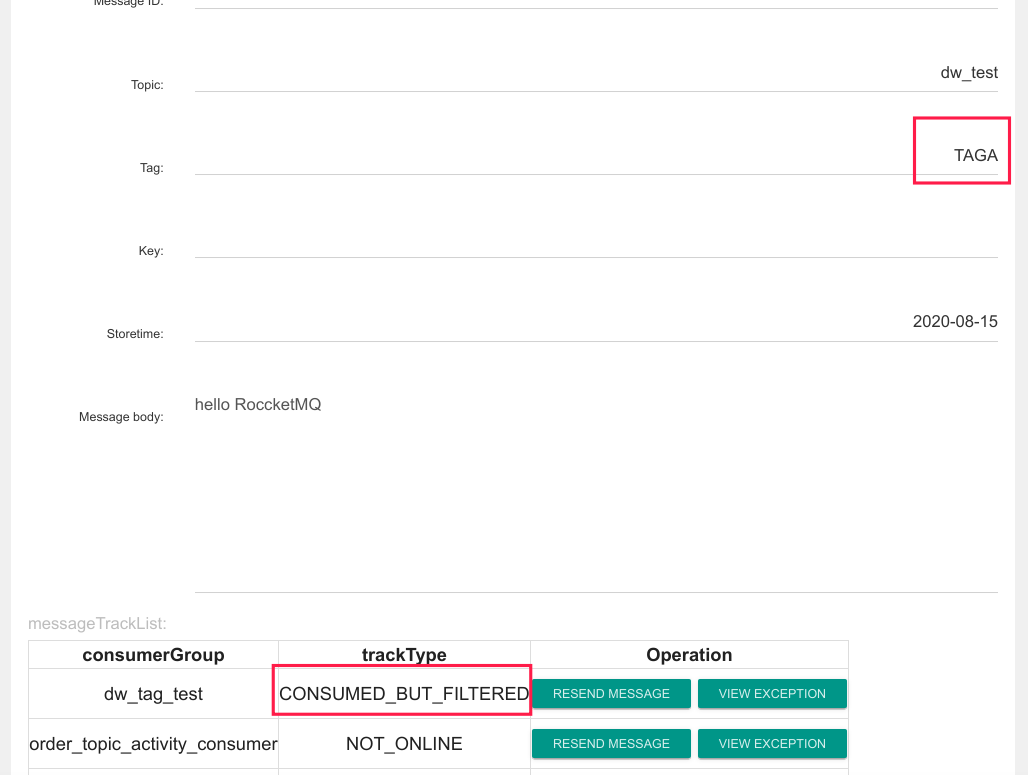 Message ID:
Topic: dw_test
Tag: TAGA
Key:
Storetime: 2020-08-15
Message body: hello RoccketMQ
messageTrackList:
consumerGroup trackType Operation
dw_tag_test CONSUMED_BUT_FILTERED RESEND MESSAGE VIEW EXCEPTION
order_topic_activity_consumer NOT_ONLINE RESEND MESSAGE VIEW EXCEPTION